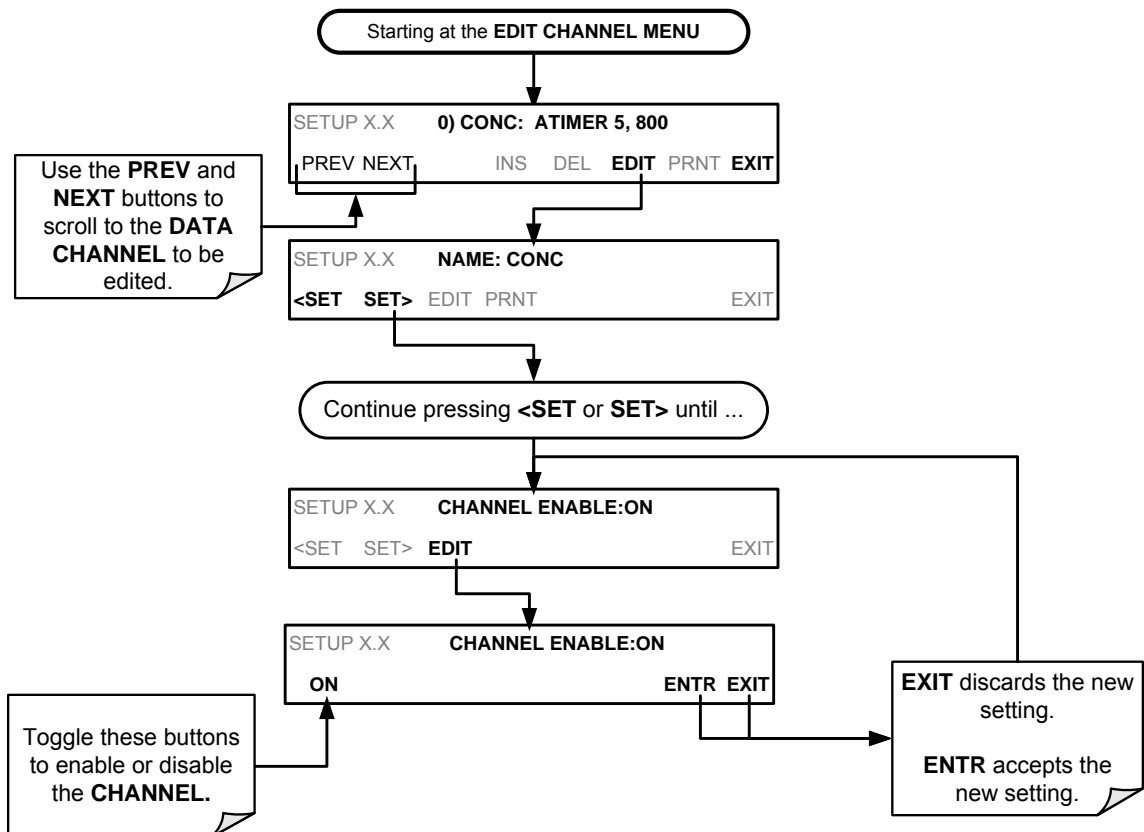 Starting at the EDIT CHANNEL MENU
SETUP X.X 0) CONC: ATIMER 5, 800
PREV NEXT INS DEL EDIT PRNT EXIT
Use the PREV and
NEXT buttons to
scroll to the DATA
CHANNEL to be
edited.
SETUP X.X NAME: CONC
<SET SET> EDIT PRNT EXIT
Continue pressing <SET or SET> until ...
SETUP X.X CHANNEL ENABLE:ON
<SET SET> EDIT EXIT
SETUP X.X CHANNEL ENABLE:ON
ON ENTR EXIT
Toggle these buttons
to enable or disable
the CHANNEL.
EXIT discards the new
setting.
ENTR accepts the
new setting.